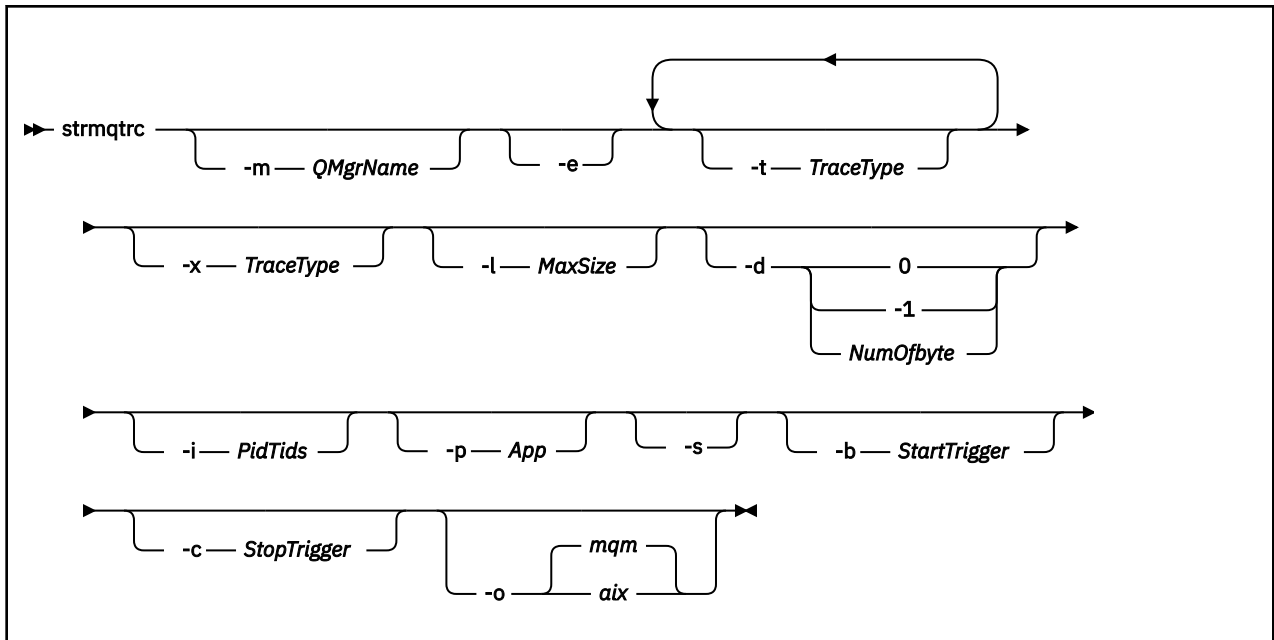 strmqtrc -m QMgrName -e -t TraceType
-x TraceType -l MaxSize -d 0
-1
NumOfbyte
-i PidTids -p App -s -b StartTrigger
-c StopTrigger mqm
-o aix